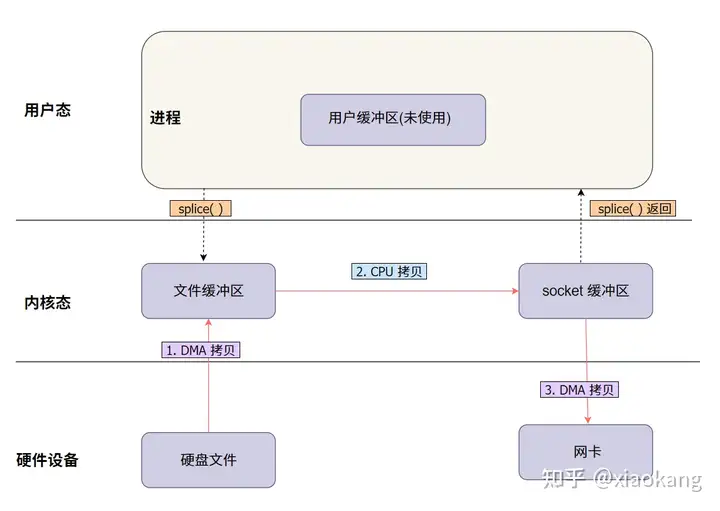 用户态
进程
用户缓冲区(未使用)
splice( )
splice( ) 返回
内核态
文件缓冲区
2. CPU 拷贝
socket 缓冲区
1. DMA 拷贝
3. DMA 拷贝
硬件设备
硬盘文件
网卡
知乎 @xiaokang